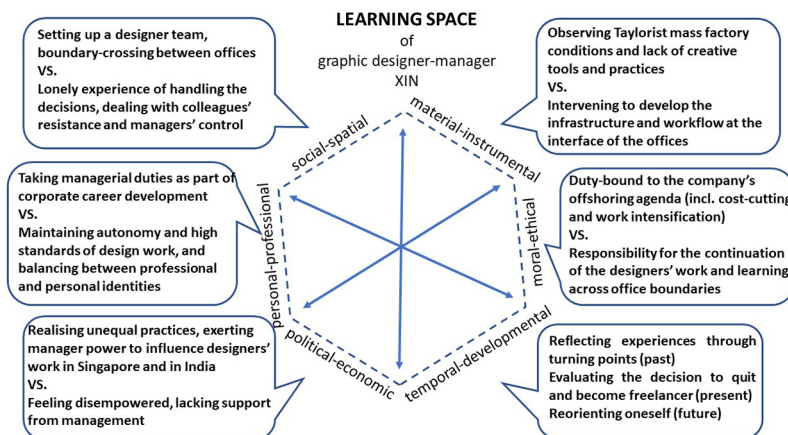 LEARNING SPACE
of
graphic designer-manager
XIN
Setting up a designer team,
boundary-crossing between offices
VS.
Lonely experience of handling the
decisions, dealing with colleagues'
resistance and managers' control
Observing Taylorist mass factory
conditions and lack of creative
tools and practices
VS.
Intervening to develop the
infrastructure and workflow at the
interface of the offices
social-spatial
material-instrumental
Taking managerial duties as part of
corporate career development
VS.
Maintaining autonomy and high
standards of design work, and
balancing between professional
and personal identities
personal-professional
moral-ethical
Duty-bound to the company's
offshoring agenda (incl. cost-cutting
and work intensification)
VS.
Responsibility for the continuation
of the designers' work and learning
across office boundaries
Realising unequal practices, exerting
manager power to influence designers'
work in Singapore and in India
VS.
Feeling disempowered, lacking support
from management
political-economic
temporal-developmental
Reflecting experiences through
turning points (past)
Evaluating the decision to quit
and become freelancer (present)
Reorienting oneself (future)